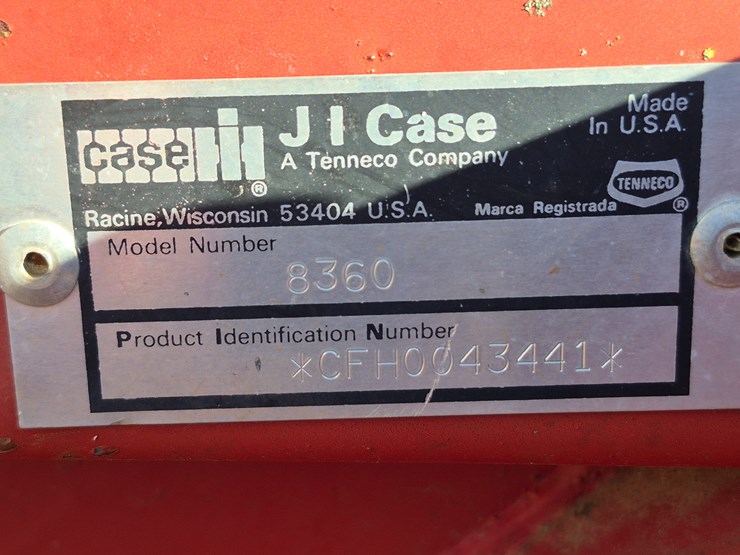 case IH ®
J I Case
A Tenneco Company
Made
In U.S.A.
TENNECO
®
Racine, Wisconsin 53404 U.S.A.
Marca Registrada
Model Number
8360
Product Identification Number
*CFH0043441*